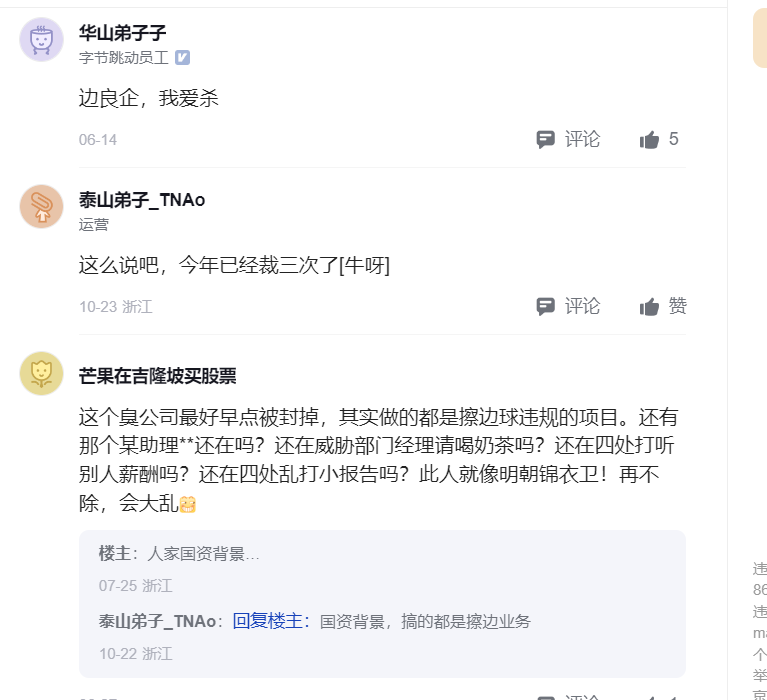 华山弟子子
字节跳动员工
边良企，我爱杀
06-14
评论
5
泰山弟子_TNAo
运营
这么说吧，今年已经裁三次了[牛呀]
10-23 浙江
评论
赞
芒果在吉隆坡买股票
这个臭公司最好早点被封掉，其实做的都是擦边球违规的项目。还有
那个某助理**还在吗？还在威胁部门经理请喝奶茶吗？还在四处打听
别人薪酬吗？还在四处乱打小报告吗？此人就像明朝锦衣卫！再不
除，会大乱
楼主：人家国资背景...
07-25 浙江
泰山弟子_TNAo：回复楼主：国资背景，搞的都是擦边业务
10-22 浙江
违
86
违
ma
个
举